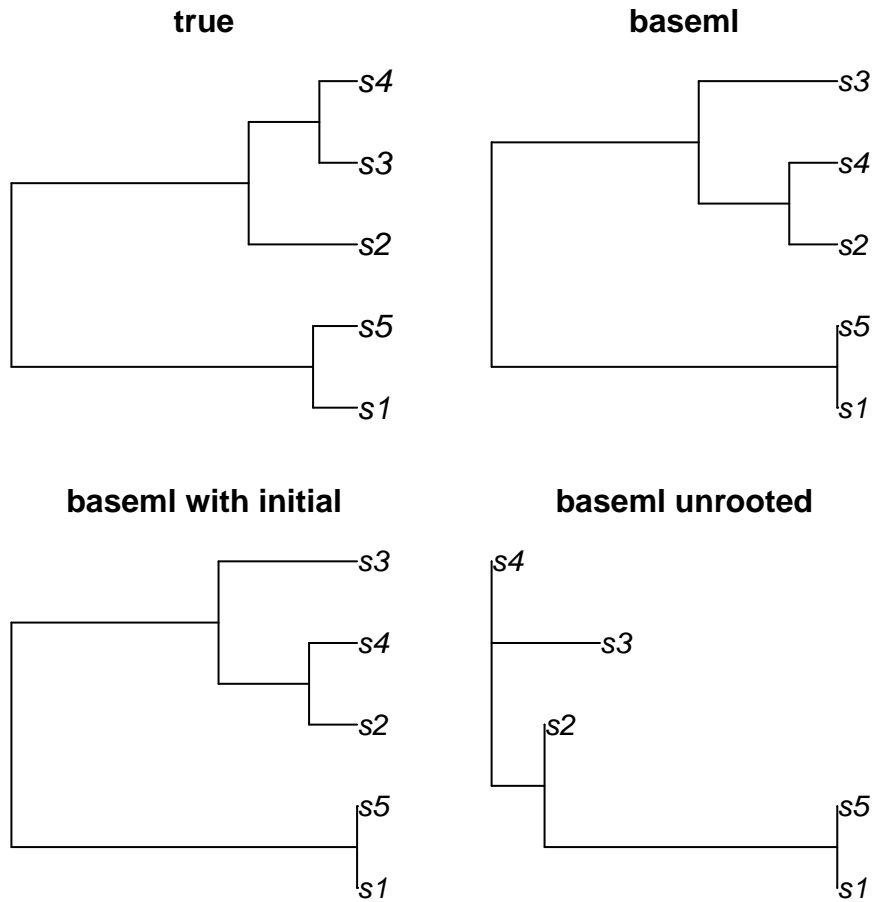 true
s4
s3
s2
s5
s1
baseml
s3
s4
s2
s5
s1
baseml with initial
s3
s4
s2
s5
s1
baseml unrooted
s4
s3
s2
s5
s1